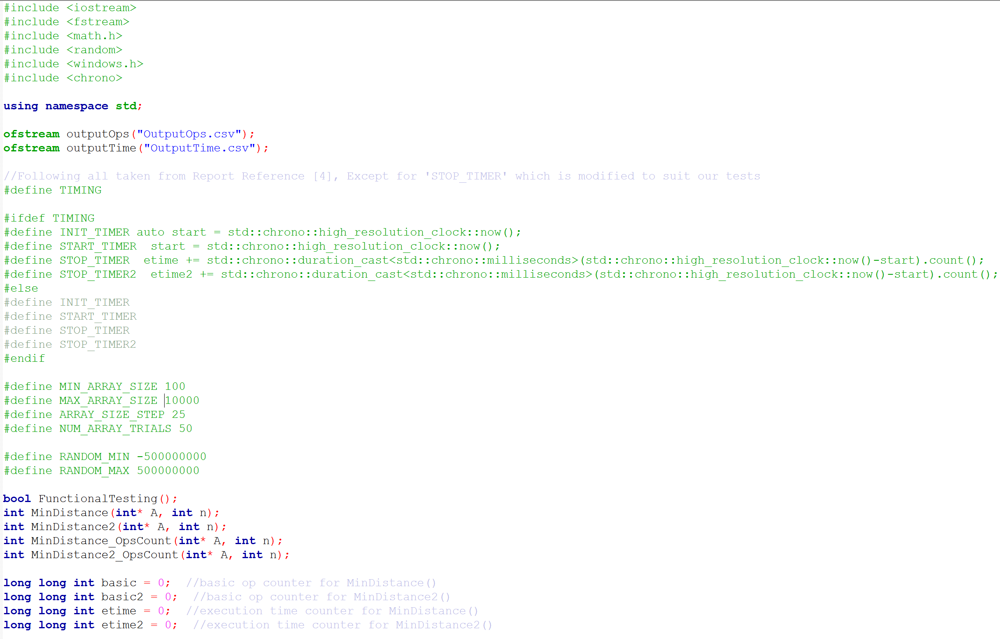 #include <iostream>
#include <fstream>
#include <math.h>
#include <random>
#include <windows.h>
#include <chrono>
using namespace std;
ofstream outputOps("OutputOps.csv");
ofstream outputTime("OutputTime.csv");
//Following all taken from Report Reference [4], Except for 'STOP_TIMER' which is modified to suit our tests
#define TIMING
#ifdef TIMING
#define INIT_TIMER auto start = std::chrono::high_resolution_clock::now();
#define START_TIMER  start = std::chrono::high_resolution_clock::now();
#define STOP_TIMER  etime += std::chrono::duration_cast<std::chrono::milliseconds>(std::chrono::high_resolution_clock::now()-start).count();
#define STOP_TIMER2  etime2 += std::chrono::duration_cast<std::chrono::milliseconds>(std::chrono::high_resolution_clock::now()-start).count();
#else
#define INIT_TIMER
#define START_TIMER
#define STOP_TIMER
#define STOP_TIMER2
#endif
#define MIN_ARRAY_SIZE 100
#define MAX_ARRAY_SIZE 10000
#define ARRAY_SIZE_STEP 25
#define NUM_ARRAY_TRIALS 50
#define RANDOM_MIN -500000000
#define RANDOM_MAX 500000000
bool FunctionalTesting();
int MinDistance(int* A, int n);
int MinDistance2(int* A, int n);
int MinDistance_OpsCount(int* A, int n);
int MinDistance2_OpsCount(int* A, int n);
long long int basic = 0;  //basic op counter for MinDistance()
long long int basic2 = 0;  //basic op counter for MinDistance2()
long long int etime = 0;  //execution time counter for MinDistance()
long long int etime2 = 0;  //execution time counter for MinDistance2()